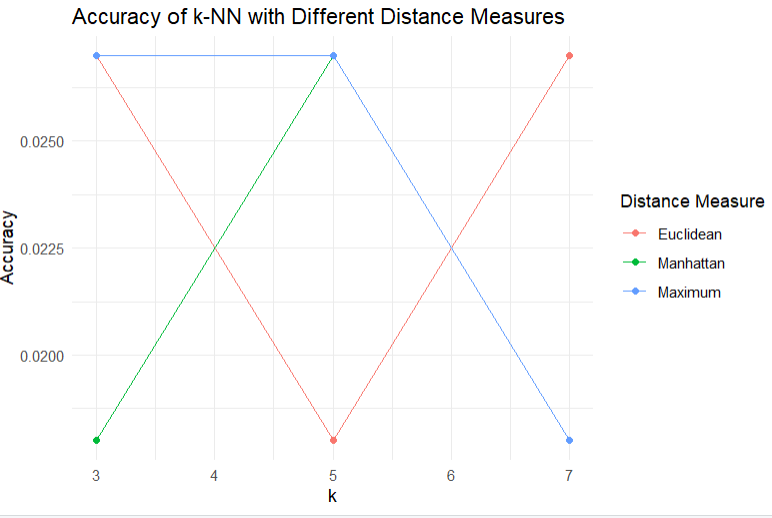 Accuracy of k-NN with Different Distance Measures
Accuracy
0.0250
0.0225
0.0200
3 4 5 6 7
k
Distance Measure
Euclidean
Manhattan
Maximum